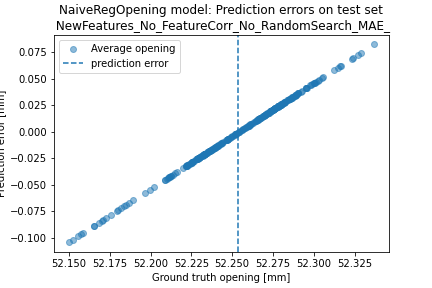 NaiveRegOpening model: Prediction errors on test set
NewFeatures_No_FeatureCorr_No_RandomSearch_MAE_
Average opening
prediction error
Prediction error [mm]
0.075
0.050
0.025
0.000
−0.025
−0.050
−0.075
−0.100
52.150 52.175 52.200 52.225 52.250 52.275 52.300 52.325
Ground truth opening [mm]